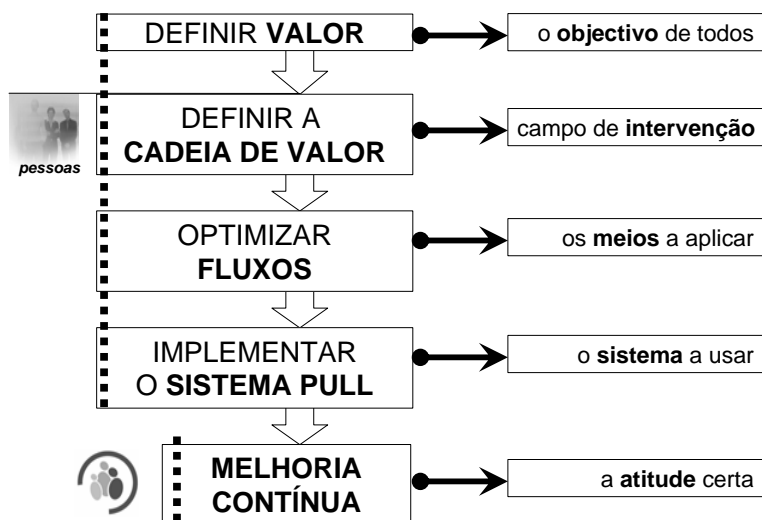 DEFINIR VALOR
o objectivo de todos
DEFINIR A
CADEIA DE VALOR
campo de intervenção
pessoas
OPTIMIZAR
FLUXOS
os meios a aplicar
IMPLEMENTAR
O SISTEMA PULL
o sistema a usar
MELHORIA
CONTÍNUA
a atitude certa